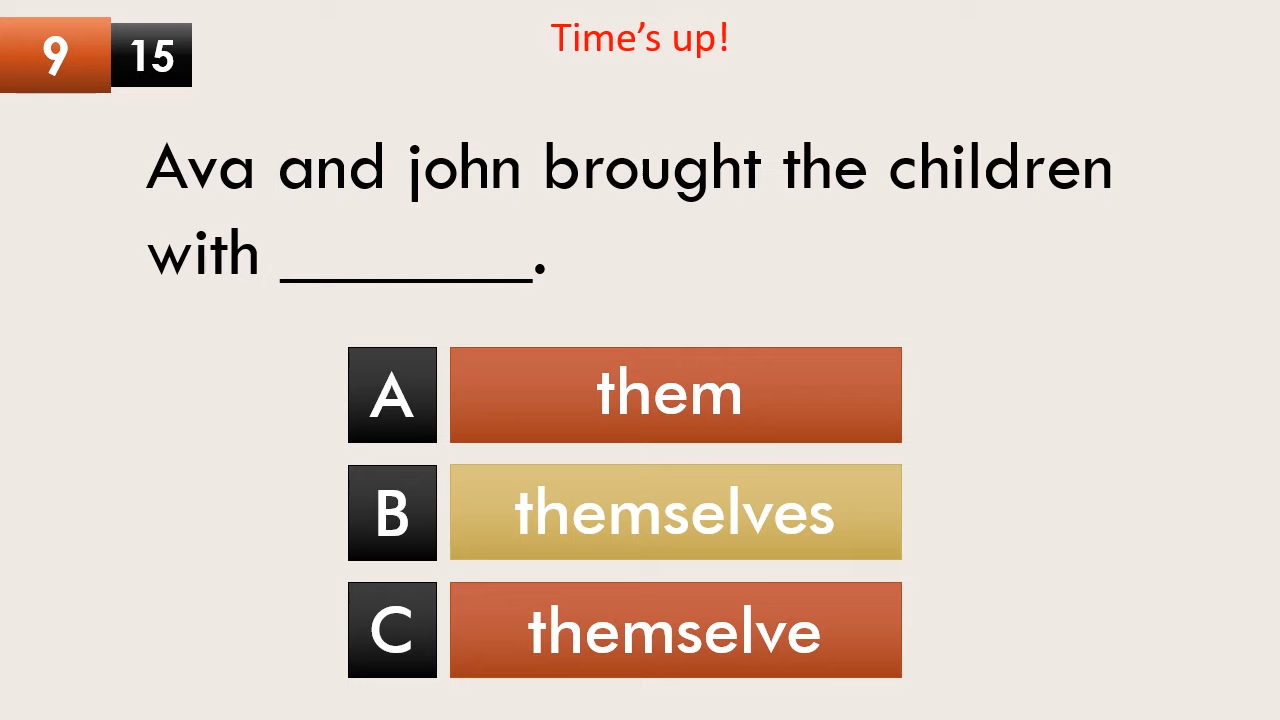 9 15
Time’s up!
Ava and john brought the children
with ________.
A them
B themselves
C themselve